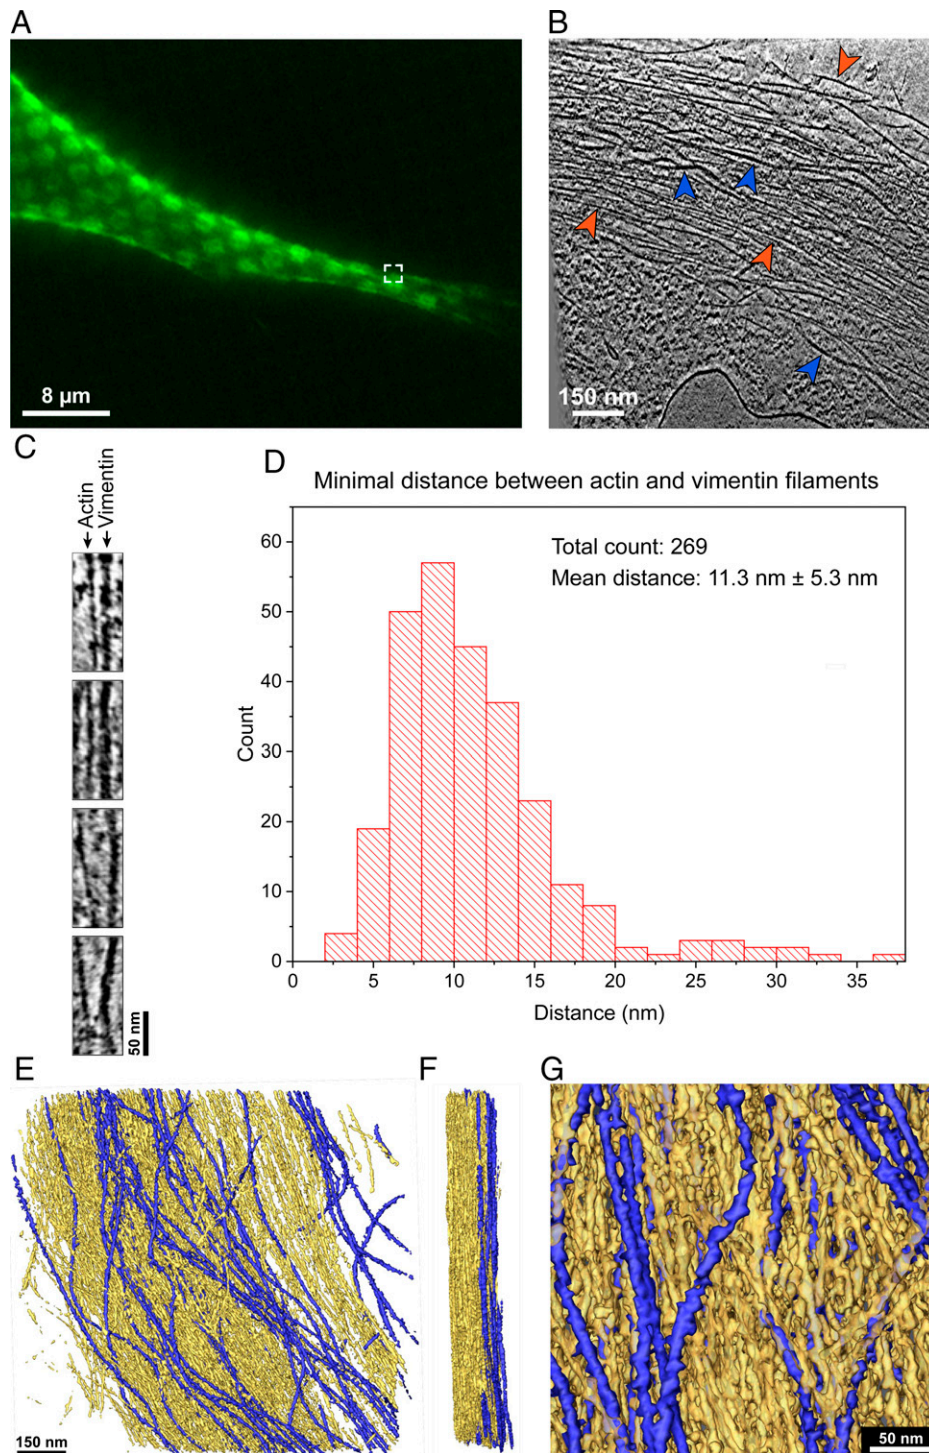 A
B
8 µm
150 nm
C
Actin
Vimentin
50 nm
D
Minimal distance between actin and vimentin filaments
Total count: 269
Mean distance: 11.3 nm ± 5.3 nm
60
50
40
30
20
10
0
Count
0 5 10 15 20 25 30 35
Distance (nm)
E
F
G
150 nm
50 nm